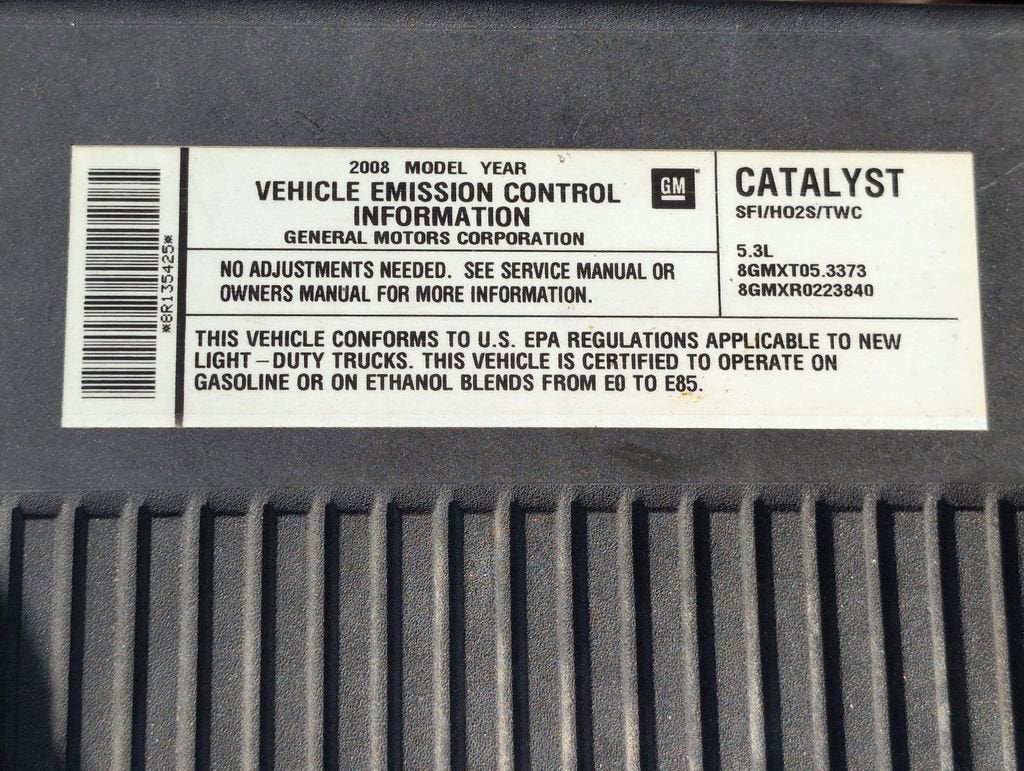 *8R135425*
2008 MODEL YEAR
VEHICLE EMISSION CONTROL
INFORMATION
GENERAL MOTORS CORPORATION
GM
NO ADJUSTMENTS NEEDED. SEE SERVICE MANUAL OR
OWNERS MANUAL FOR MORE INFORMATION.
CATALYST
SFI/HO2S/TWC
5.3L
8GMXT05.3373
8GMXR0223840
THIS VEHICLE CONFORMS TO U.S. EPA REGULATIONS APPLICABLE TO NEW
LIGHT-DUTY TRUCKS. THIS VEHICLE IS CERTIFIED TO OPERATE ON
GASOLINE OR ON ETHANOL BLENDS FROM E0 TO E85.